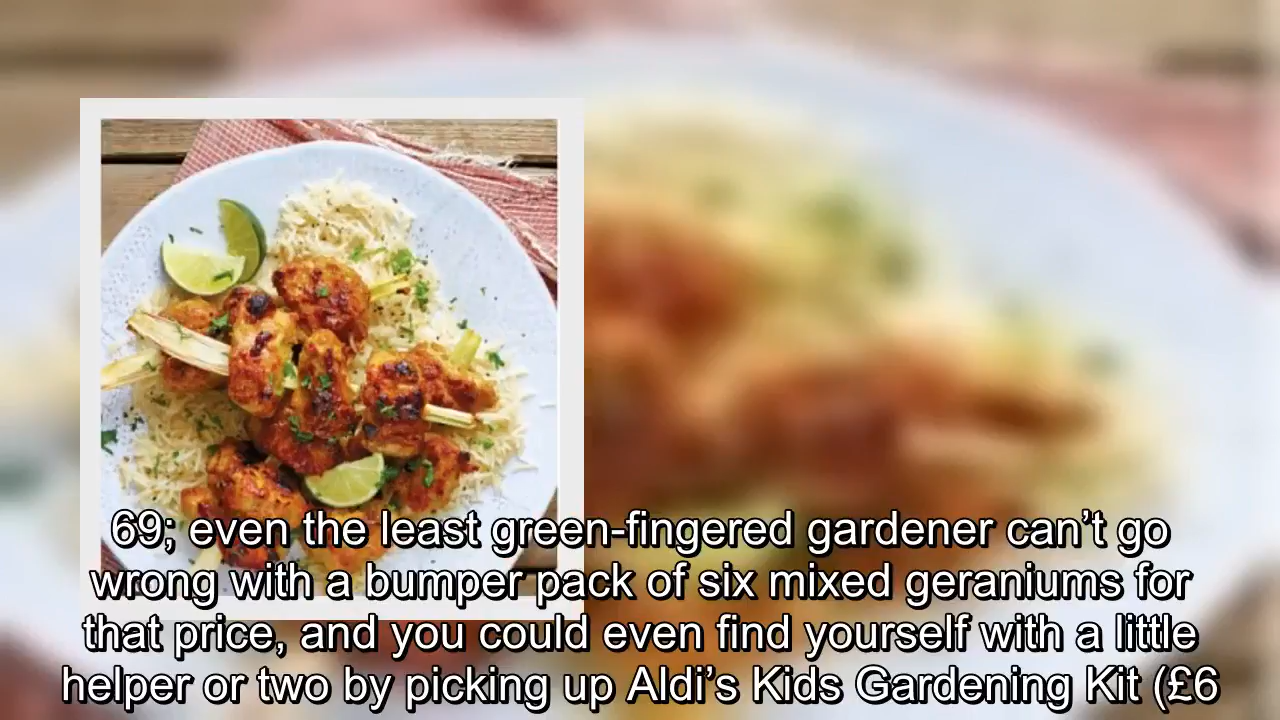 69; even the least green-fingered gardener can’t go
wrong with a bumper pack of six mixed geraniums for
that price, and you could even find yourself with a little
helper or two by picking up Aldi’s Kids Gardening Kit (£6